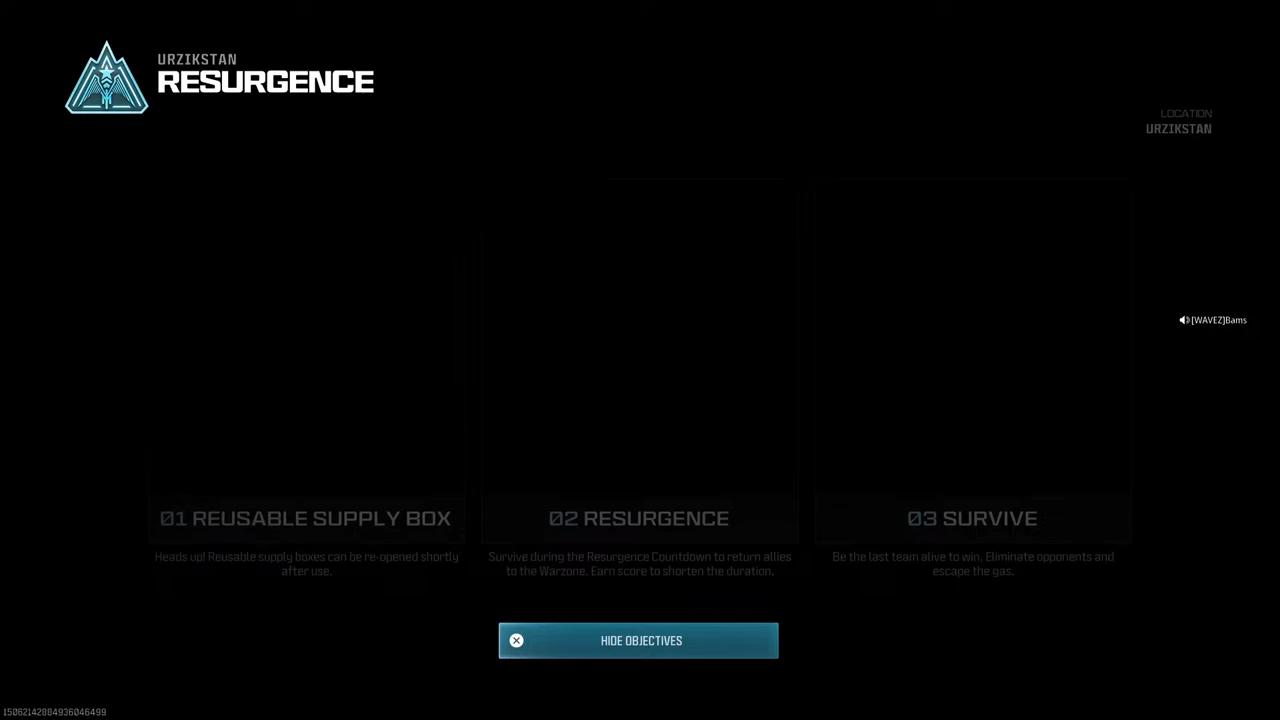 URZIKSTAN
RESURGENCE
LOCATION
URZIKSTAN
[WAVEZ]Bams
01 REUSABLE SUPPLY BOX
Heads up! Reusable supply boxes can be re-opened shortly
after use.
02 RESURGENCE
Survive during the Resurgence Countdown to return allies
to the Warzone. Earn score to shorten the duration.
03 SURVIVE
Be the last team alive to win. Eliminate opponents and
escape the gas.
HIDE OBJECTIVES
15062142884936046499